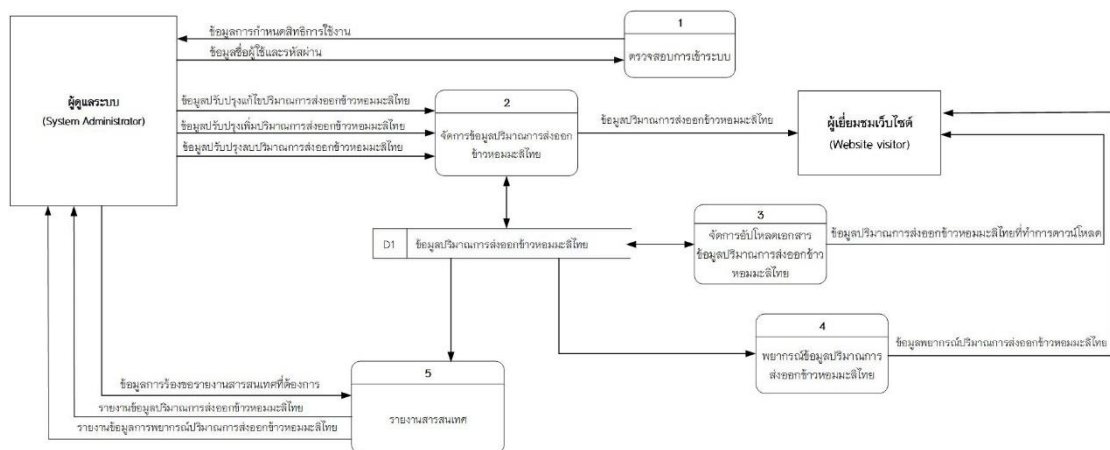 ข้อมูลการกำหนดสิทธิการใช้งาน
1
ข้อมูลชื่อผู้ใช้และรหัสผ่าน
ตรวจสอบการเข้าระบบ
ผู้ดูแลระบบ
(System Administrator)
ข้อมูลปรับปรุงแก้ไขปริมาณการส่งออกข้าวหอมมะลิไทย
ข้อมูลปรับปรุงเพิ่มปริมาณการส่งออกข้าวหอมมะลิไทย
ข้อมูลปรับปรุงลบปริมาณการส่งออกข้าวหอมมะลิไทย
2
จัดการข้อมูลปริมาณการส่งออก
ข้าวหอมมะลิไทย
ข้อมูลปริมาณการส่งออกข้าวหอมมะลิไทย
ผู้เยี่ยมชมเว็บไซต์
(Website visitor)
D1 ข้อมูลปริมาณการส่งออกข้าวหอมมะลิไทย
3
จัดการอัปโหลดเอกสาร
ข้อมูลปริมาณการส่งออกข้าว
หอมมะลิไทย
ข้อมูลปริมาณการส่งออกข้าวหอมมะลิไทยที่ทำการดาวน์โหลด
4
พยากรณ์ข้อมูลปริมาณการ
ส่งออกข้าวหอมมะลิไทย
ข้อมูลพยากรณ์ปริมาณการส่งออกข้าวหอมมะลิไทย
5
รายงานสารสนเทศ
ข้อมูลการร้องขอรายงานสารสนเทศที่ต้องการ
รายงานข้อมูลปริมาณการส่งออกข้าวหอมมะลิไทย
รายงานข้อมูลการพยากรณ์ปริมาณการส่งออกข้าวหอมมะลิไทย